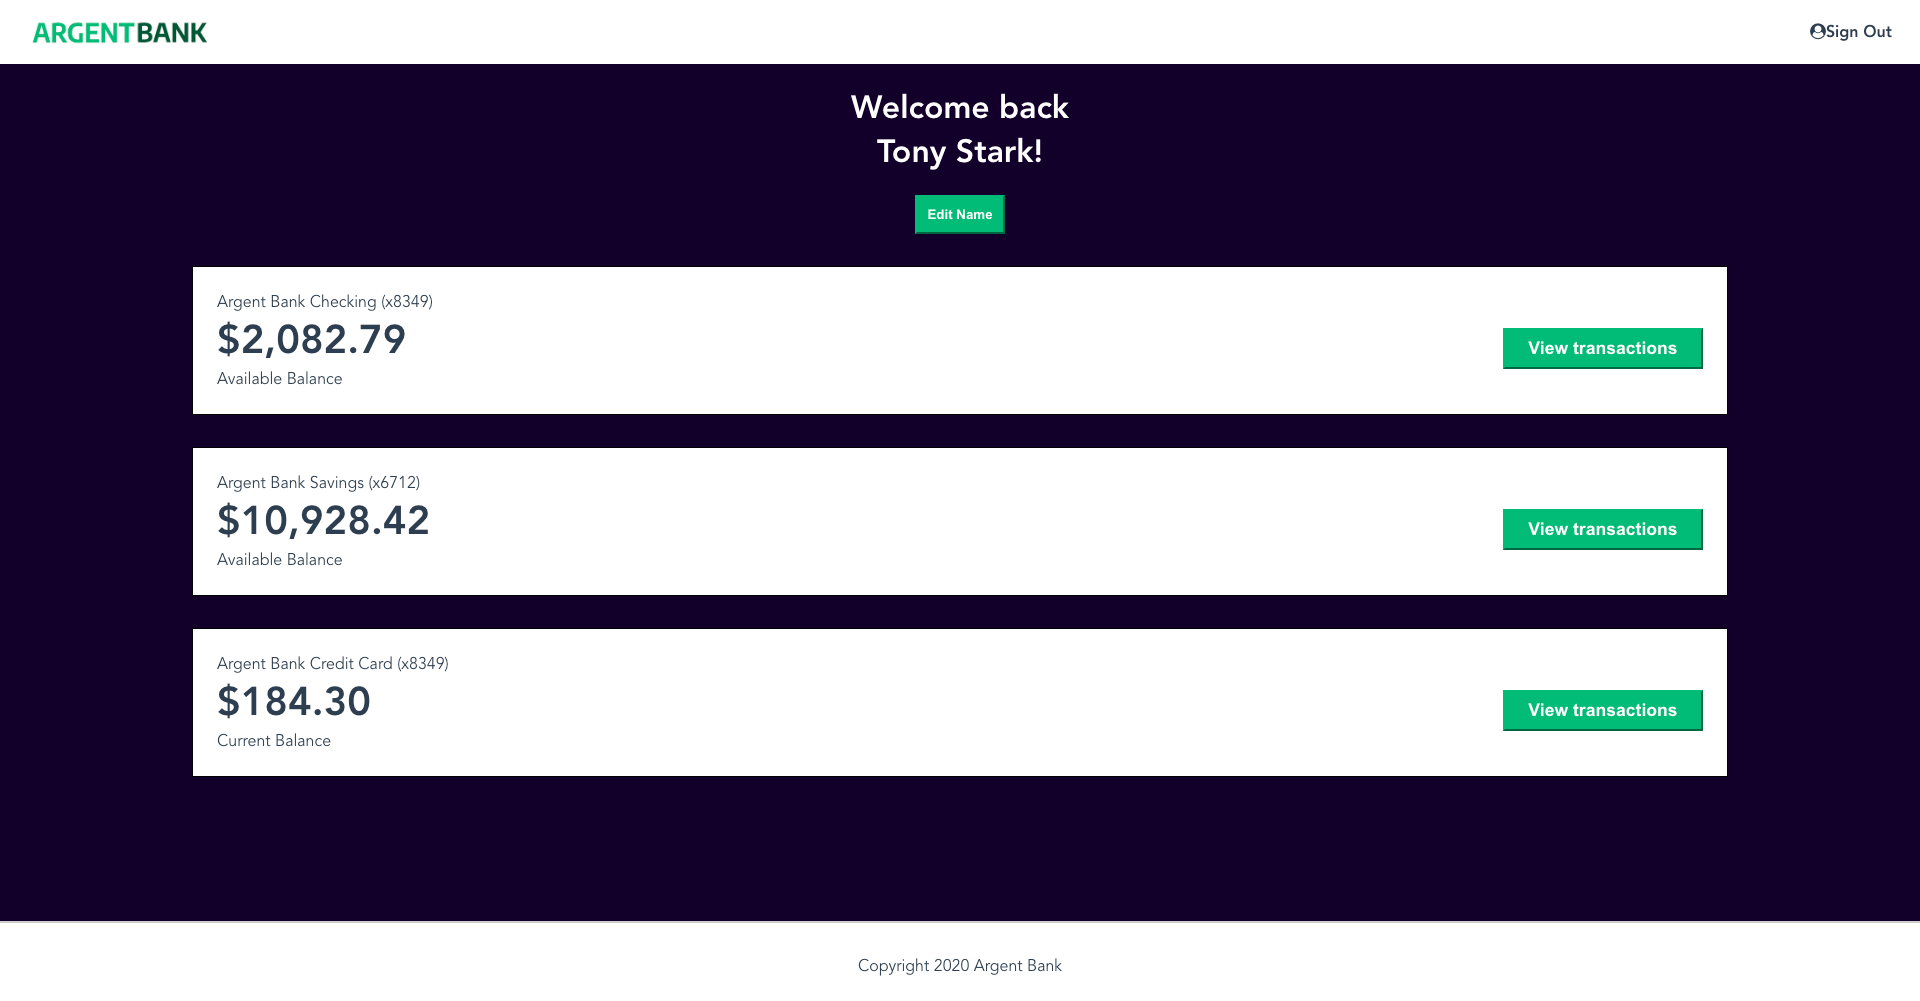 ARGENTBANK
Sign Out
Welcome back
Tony Stark!
Edit Name
Argent Bank Checking (x8349)
$2,082.79
Available Balance
View transactions
Argent Bank Savings (x6712)
$10,928.42
Available Balance
View transactions
Argent Bank Credit Card (x8349)
$184.30
Current Balance
View transactions
Copyright 2020 Argent Bank